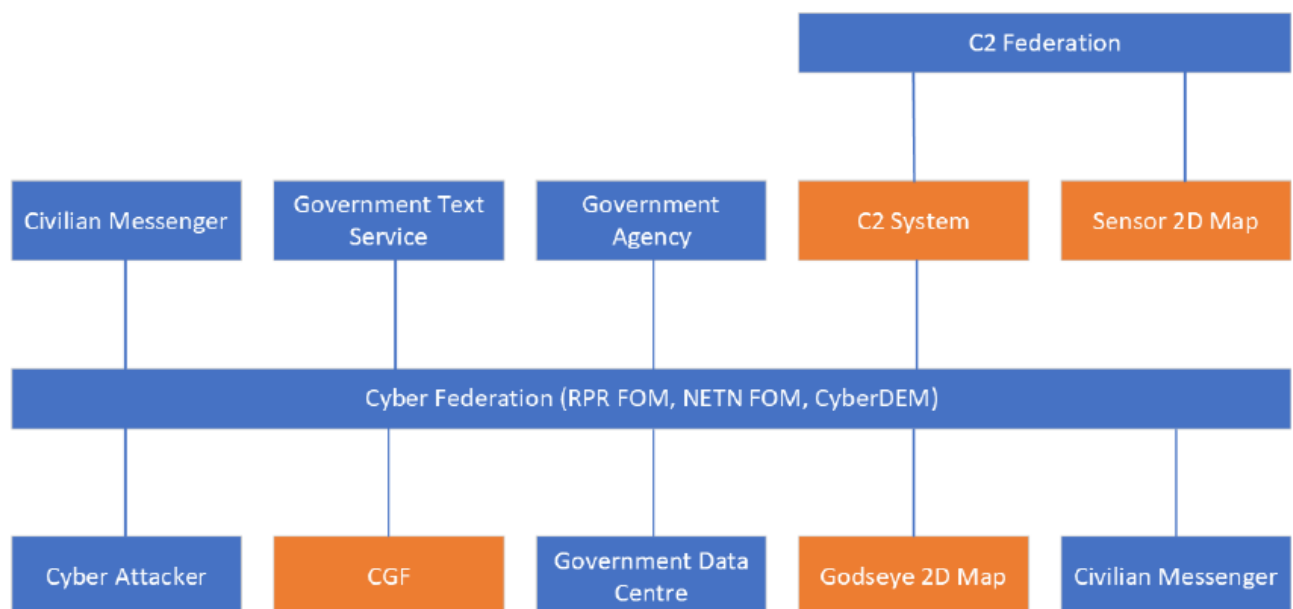 C2 Federation
Civilian Messenger
Government Text
Service
Government
Agency
C2 System
Sensor 2D Map
Cyber Federation (RPR FOM, NETN FOM, CyberDEM)
Cyber Attacker
CGF
Government Data
Centre
Godseye 2D Map
Civilian Messenger